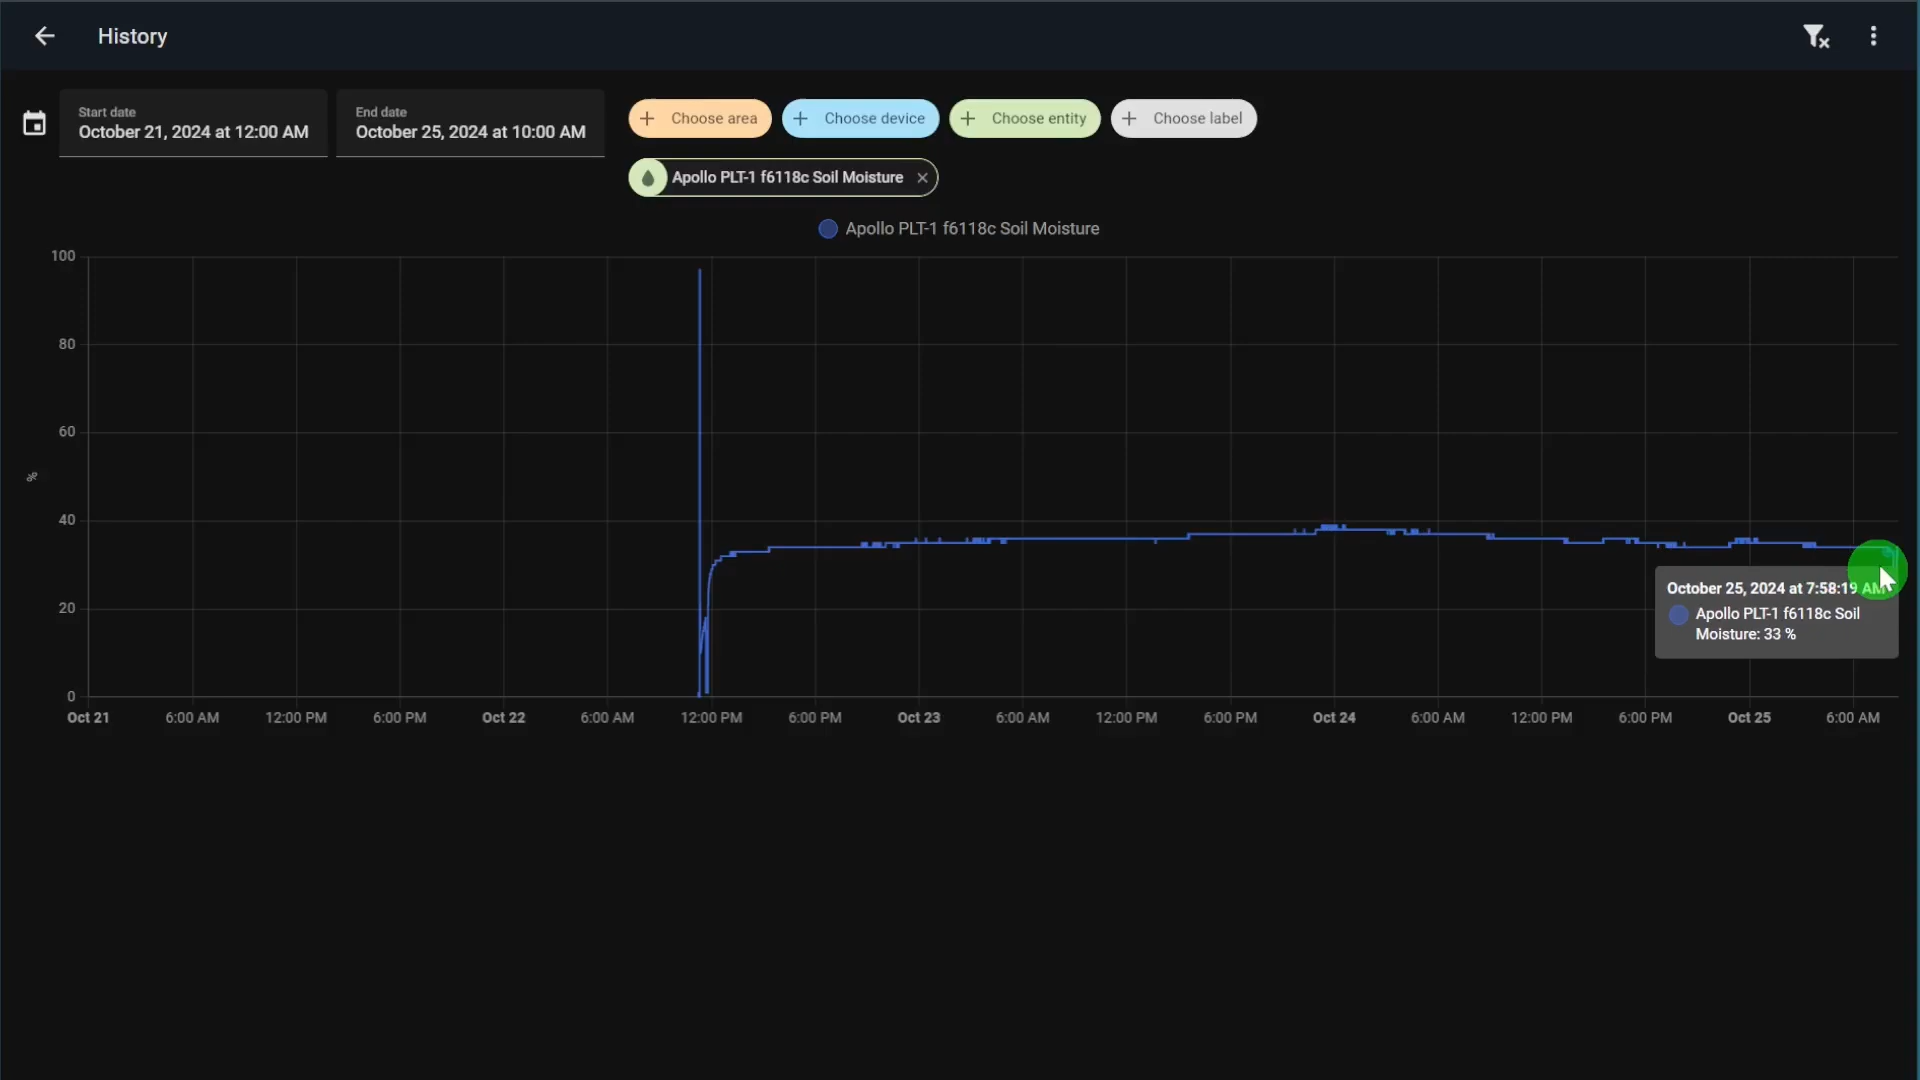 History
Start date
October 21, 2024 at 12:00 AM
End date
October 25, 2024 at 10:00 AM
Choose area
Choose device
Choose entity
Choose label
Apollo PLT-1 f6118c Soil Moisture
Apollo PLT-1 f6118c Soil Moisture
100
80
60
%
40
20
0
October 25, 2024 at 7:58:19 AM
Apollo PLT-1 f6118c Soil
Moisture: 33 %
Oct 21
6:00 AM
12:00 PM
6:00 PM
Oct 22
6:00 AM
12:00 PM
6:00 PM
Oct 23
6:00 AM
12:00 PM
6:00 PM
Oct 24
6:00 AM
12:00 PM
6:00 PM
Oct 25
6:00 AM